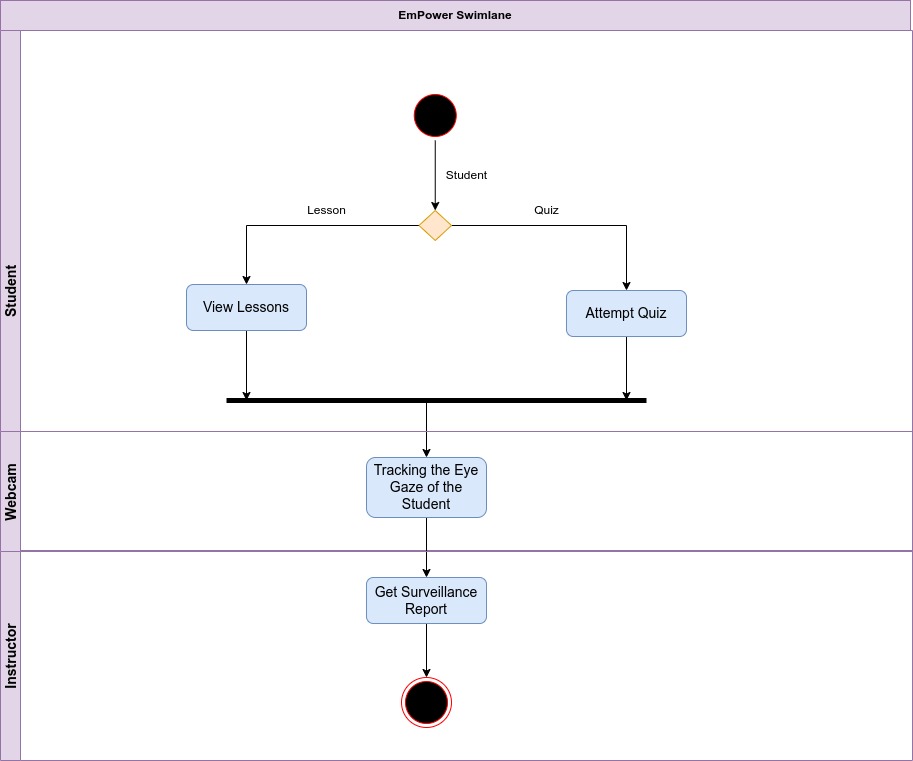 EmPower Swimlane
Student
Student
Lesson
Quiz
View Lessons
Attempt Quiz
Webcam
Tracking the Eye
Gaze of the
Student
Instructor
Get Surveillance
Report